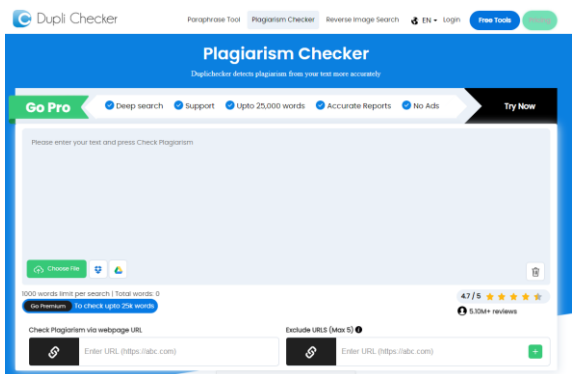 Dupli Checker
Paraphrase Tool Plagiarism Checker Reverse Image Search EN Login Free Tools Pricing
Plagiarism Checker
Duplichecker detects plagiarism from your text more accurately
Go Pro Deep search Support Upto 25,000 words Accurate Reports No Ads Try Now
Please enter your text and press Check Plagiarism
Choose File
1000 words limit per search | Total words: 0
Go Premium To check upto 25k words
4.7 / 5
5.10M+ reviews
Check Plagiarism via webpage URL Exclude URLS (Max 5)
Enter URL (https://abc.com) Enter URL (https://abc.com)